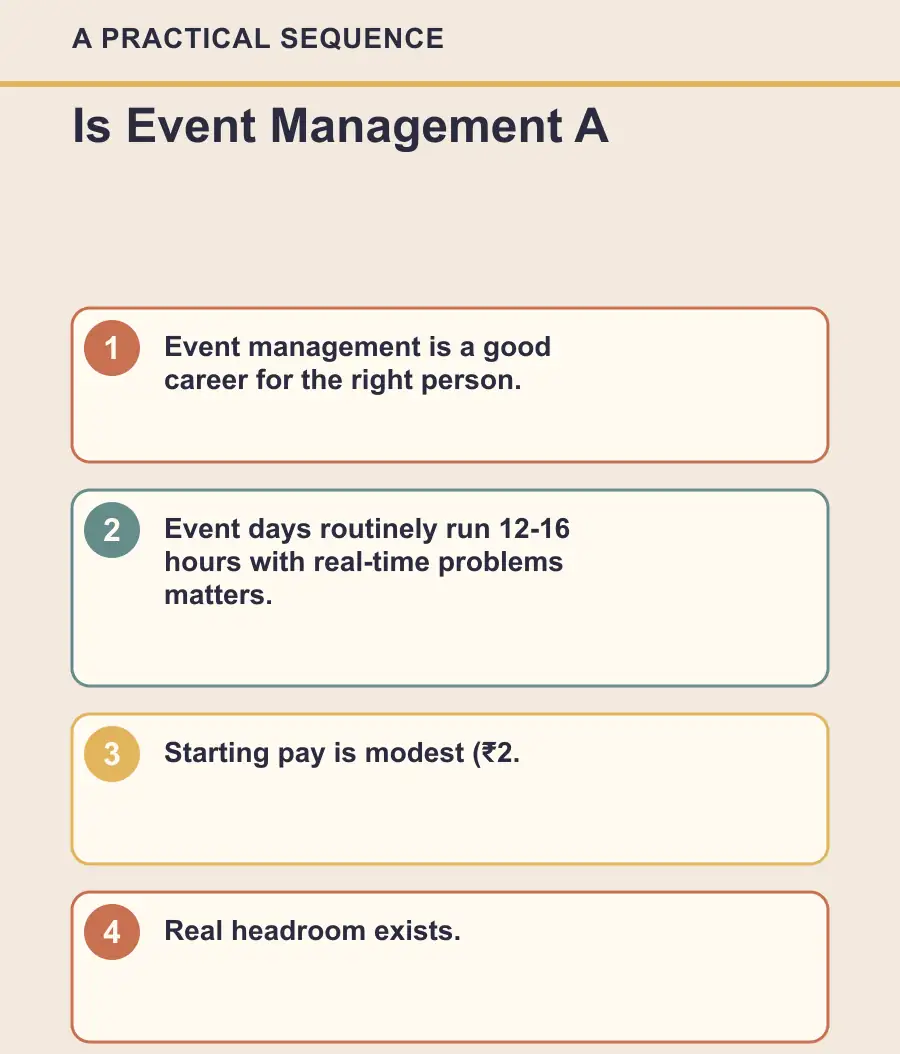 A PRACTICAL SEQUENCE
Is Event Management A
1
Event management is a good
career for the right person.
2
Event days routinely run 12-16
hours with real-time problems
matters.
3
Starting pay is modest (₹2.
4
Real headroom exists.